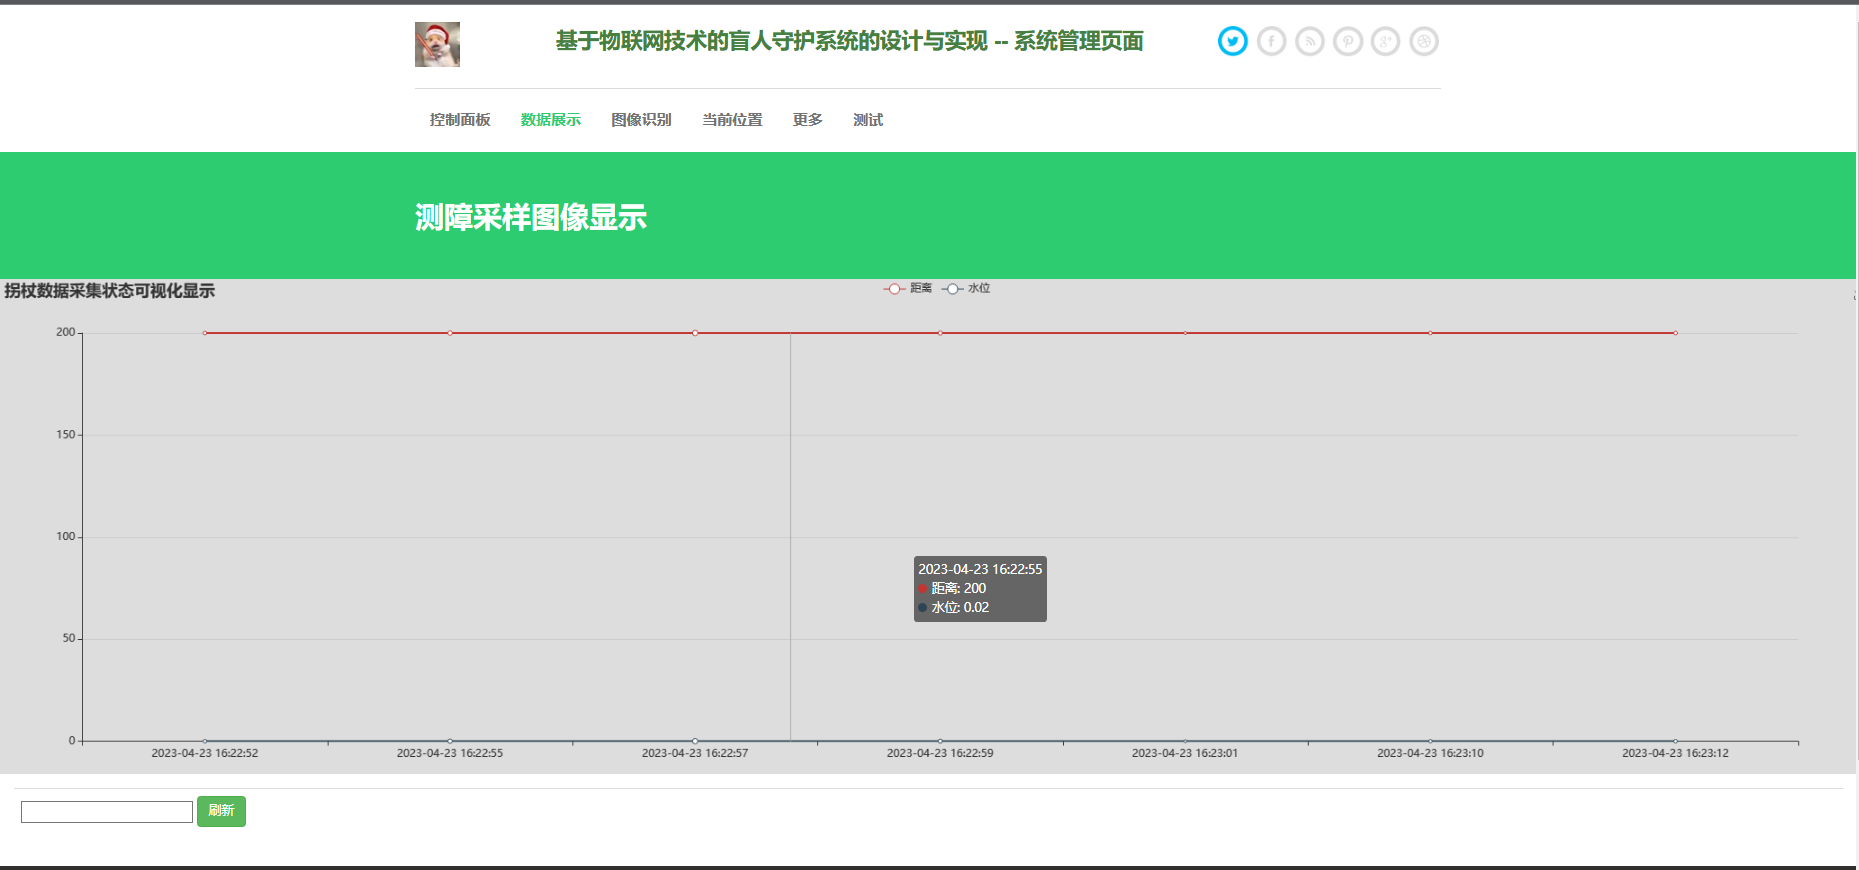 基于物联网技术的盲人守护系统的设计与实现 -- 系统管理页面
控制面板 数据展示 图像识别 当前位置 更多 测试
测障采样图像显示
拐杖数据采集状态可视化显示
距离 水位
200
150
100
50
0
2023-04-23 16:22:55
距离: 200
水位: 0.02
2023-04-23 16:22:52 2023-04-23 16:22:55 2023-04-23 16:22:57 2023-04-23 16:22:59 2023-04-23 16:23:01 2023-04-23 16:23:10 2023-04-23 16:23:12
刷新